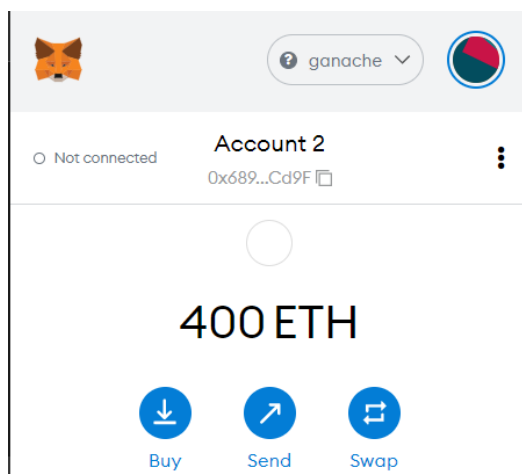 ganache
Not connected
Account 2
0x689...Cd9F
400 ETH
Buy Send Swap